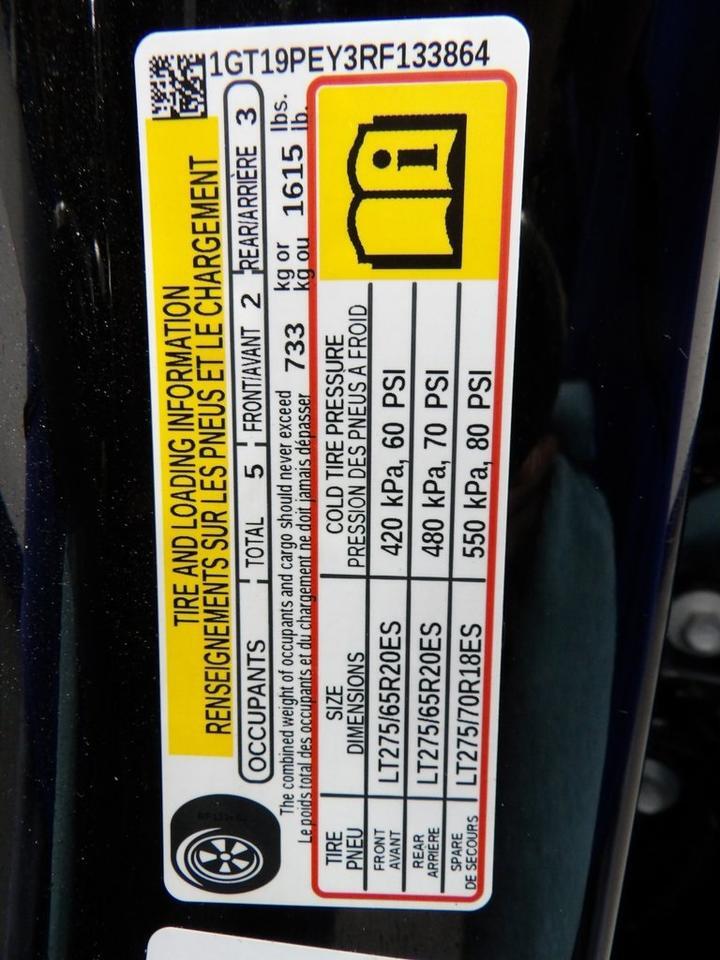 1GT19PEY3RF133864
TIRE AND LOADING INFORMATION
RENSEIGNEMENTS SUR LES PNEUS ET LE CHARGEMENT
OCCUPANTS TOTAL 5 FRONT/AVANT 2 REAR/ARRIÈRE 3
The combined weight of occupants and cargo should never exceed 733 kg or 1615 lbs.
Le poids total des occupants et du chargement ne doit jamais dépasser kg ou lb.
TIRE SIZE COLD TIRE PRESSURE
PNEU DIMENSIONS PRESSION DES PNEUS À FROID
FRONT
AVANT LT275/65R20ES 420 kPa, 60 PSI
REAR
ARRIÈRE LT275/65R20ES 480 kPa, 70 PSI
SPARE
DE SECOURS LT275/70R18ES 550 kPa, 80 PSI